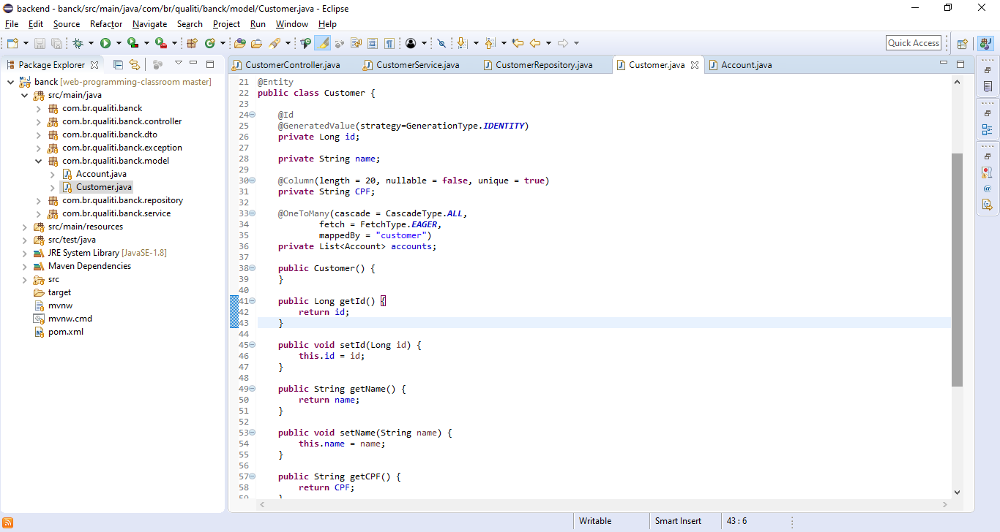 backend - banck/src/main/java/com/br/qualiti/banck/model/Customer.java - Eclipse
File Edit Source Refactor Navigate Search Project Run Window Help
Quick Access
Package Explorer
CustomerController.java CustomerService.java CustomerRepository.java Customer.java Account.java
banck [web-programming-classroom master]
src/main/java
com.br.qualiti.banck
com.br.qualiti.banck.controller
com.br.qualiti.banck.dto
com.br.qualiti.banck.exception
com.br.qualiti.banck.model
Account.java
Customer.java
com.br.qualiti.banck.repository
com.br.qualiti.banck.service
src/main/resources
src/test/java
JRE System Library [JavaSE-1.8]
Maven Dependencies
src
target
mvnw
mvnw.cmd
pom.xml
21 @Entity
22 public class Customer {
23
24 @Id
25 @GeneratedValue(strategy=GenerationType.IDENTITY)
26 private Long id;
27
28 private String name;
29
30 @Column(length = 20, nullable = false, unique = true)
31 private String CPF;
32
33 @OneToMany(cascade = CascadeType.ALL,
34 fetch = FetchType.EAGER,
35 mappedBy = "customer")
36 private List<Account> accounts;
37
38 public Customer() {
39 }
40
41 public Long getId() {
42 return id;
43 }
44
45 public void setId(Long id) {
46 this.id = id;
47 }
48
49 public String getName() {
50 return name;
51 }
52
53 public void setName(String name) {
54 this.name = name;
55 }
56
57 public String getCPF() {
58 return CPF;
59 }
Writable Smart Insert 43 : 6